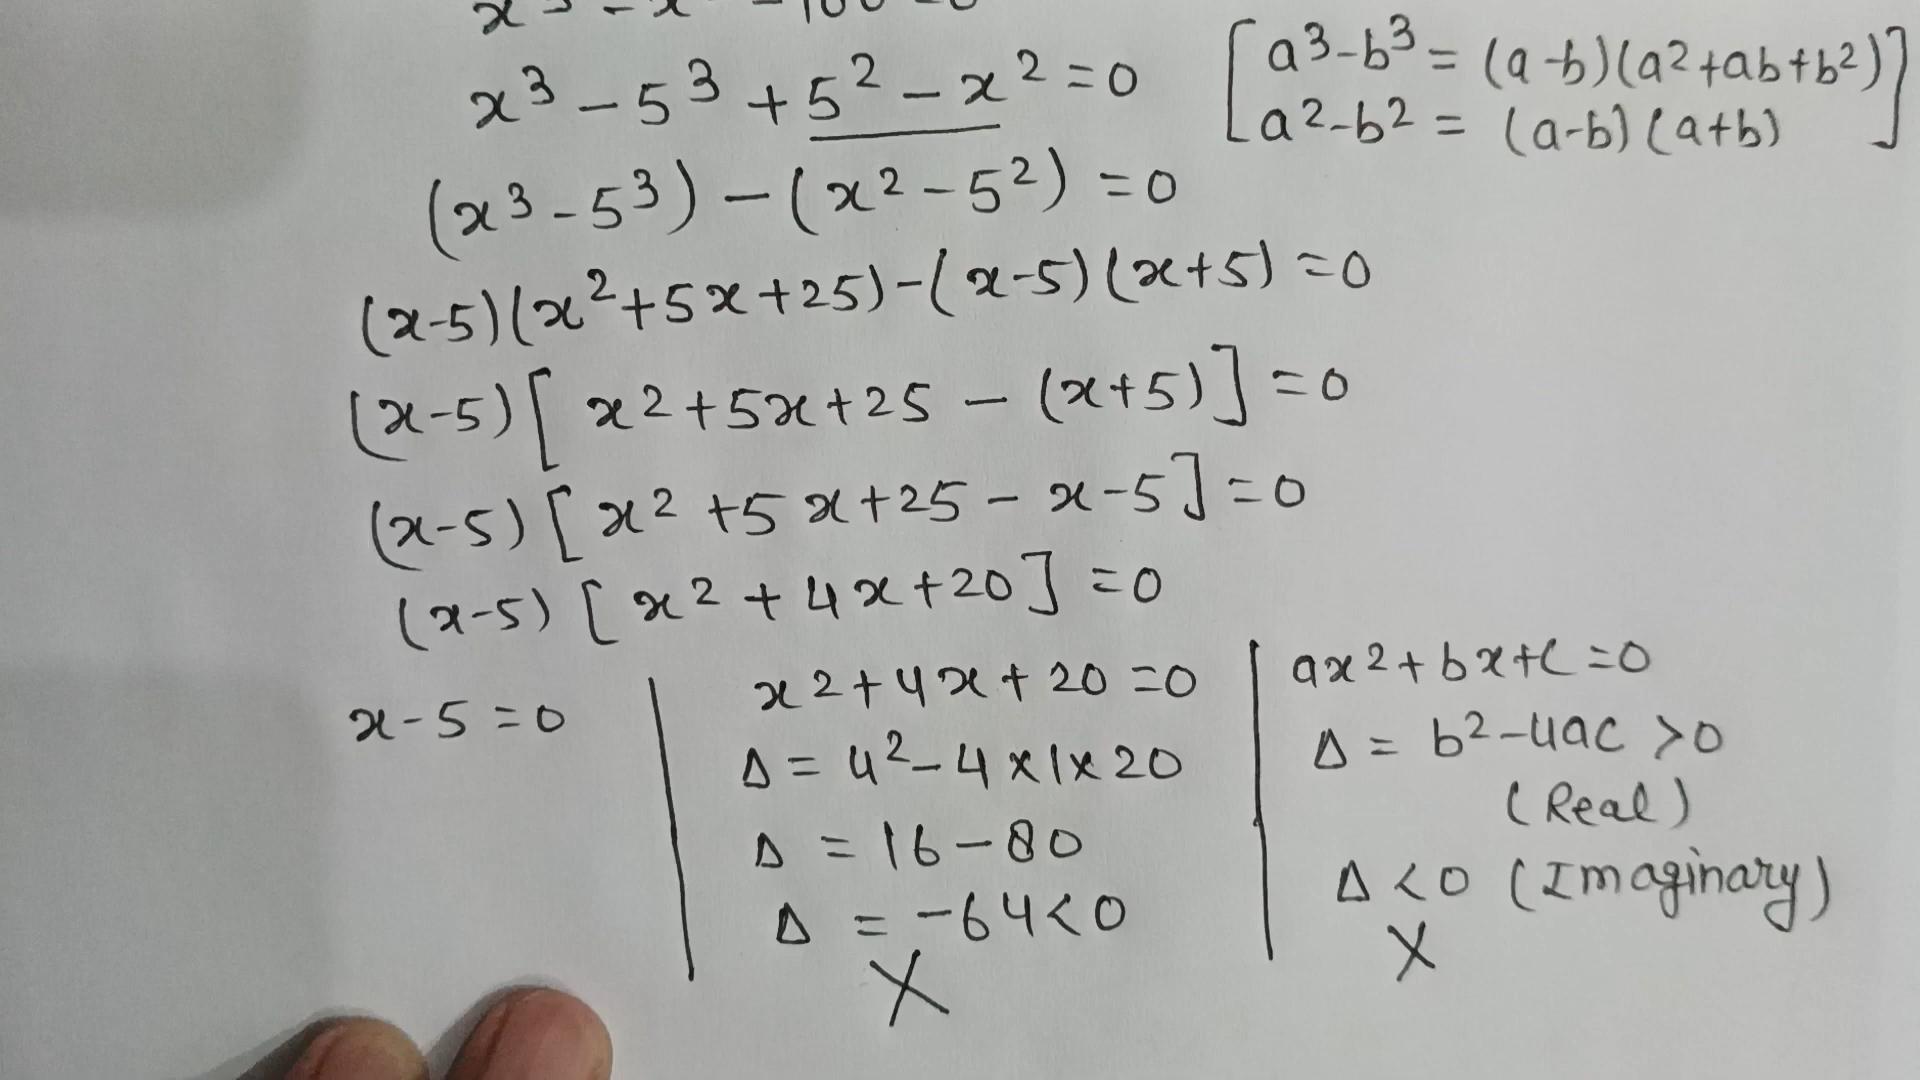 x³ - 5³ + 5² - x² = 0
[a³-b³ = (a-b)(a²+ab+b²)
a²-b² = (a-b)(a+b)]
(x³-5³) - (x²-5²) = 0
(x-5)(x²+5x+25)-(x-5)(x+5) = 0
(x-5)[x²+5x+25 - (x+5)] = 0
(x-5)[x²+5x+25 - x-5] = 0
(x-5)[x²+4x+20] = 0
x-5 = 0
x²+4x+20 = 0
Δ = 4²-4×1×20
Δ = 16-80
Δ = -64<0
X
ax²+bx+c = 0
Δ = b²-4ac >0
(Real)
Δ <0 (Imaginary)
X